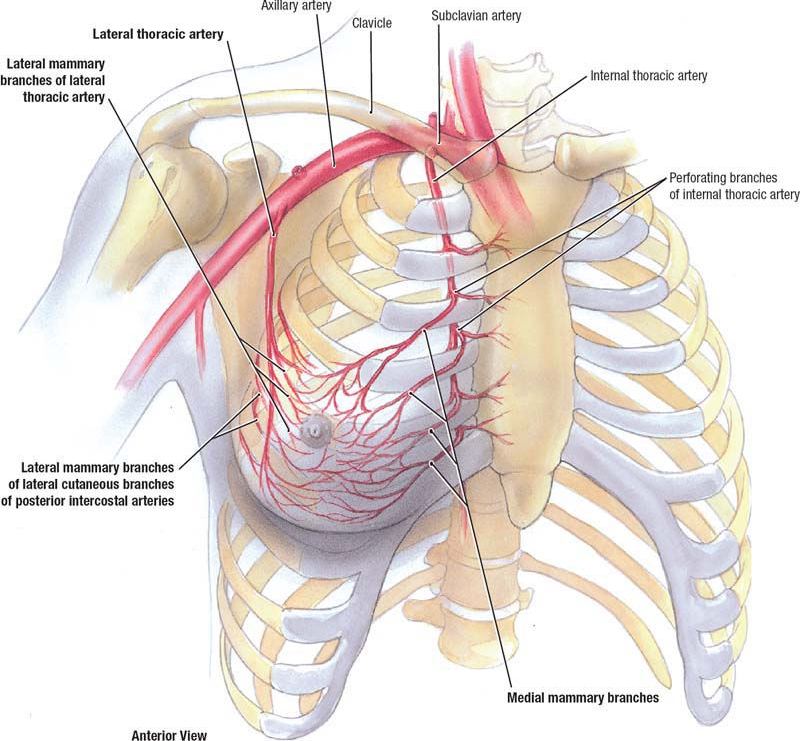 Axillary artery
Clavicle
Subclavian artery
Lateral thoracic artery
Lateral mammary
branches of lateral
thoracic artery
Internal thoracic artery
Perforating branches
of internal thoracic artery
Lateral mammary branches
of lateral cutaneous branches
of posterior intercostal arteries
Medial mammary branches
Anterior View